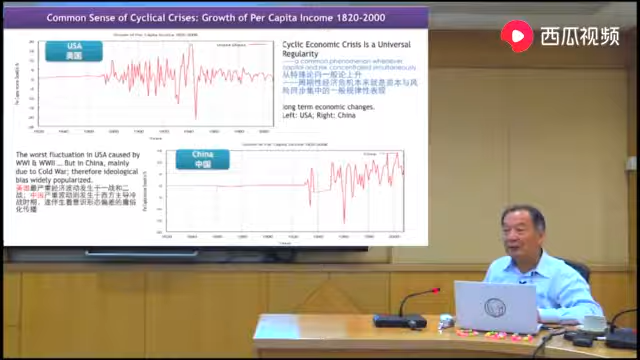 Common Sense of Cyclical Crises: Growth of Per Capita Income 1820-2000
西瓜视频
USA
美国
Cyclic Economic Crisis is a Universal
Regularity
——a common phenomenon whenever
capital and risk concentrated simultaneously
从特殊论向一般论上升
——周期性经济危机本来就是资本与风
险同步集中的一般规律性表现
long term economic changes.
Left: USA; Right: China
The worst fluctuation in USA caused by
WWI & WWII ... But in China, mainly
due to Cold War; therefore ideological
bias widely popularized.
美国最严重经济波动发生于一战和二
战；中国严重波动则发生于西方主导冷
战时期，遂伴生着意识形态偏差的庸俗
化传播
China
中国